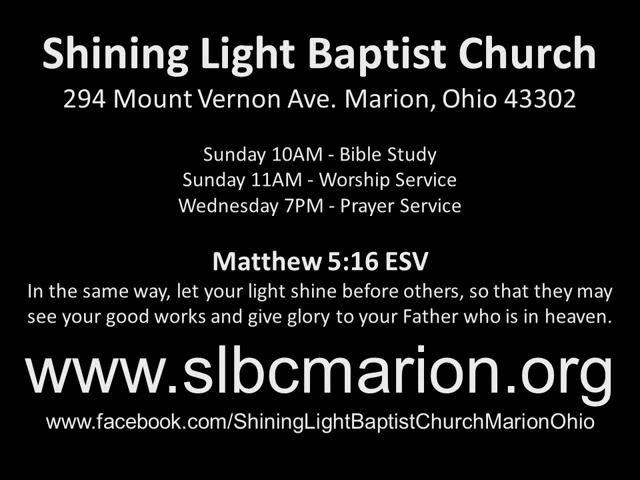 Shining Light Baptist Church
294 Mount Vernon Ave. Marion, Ohio 43302
Sunday 10AM - Bible Study
Sunday 11AM - Worship Service
Wednesday 7PM - Prayer Service
Matthew 5:16 ESV
In the same way, let your light shine before others, so that they may
see your good works and give glory to your Father who is in heaven.
www.slbcmarion.org
www.facebook.com/ShiningLightBaptistChurchMarionOhio